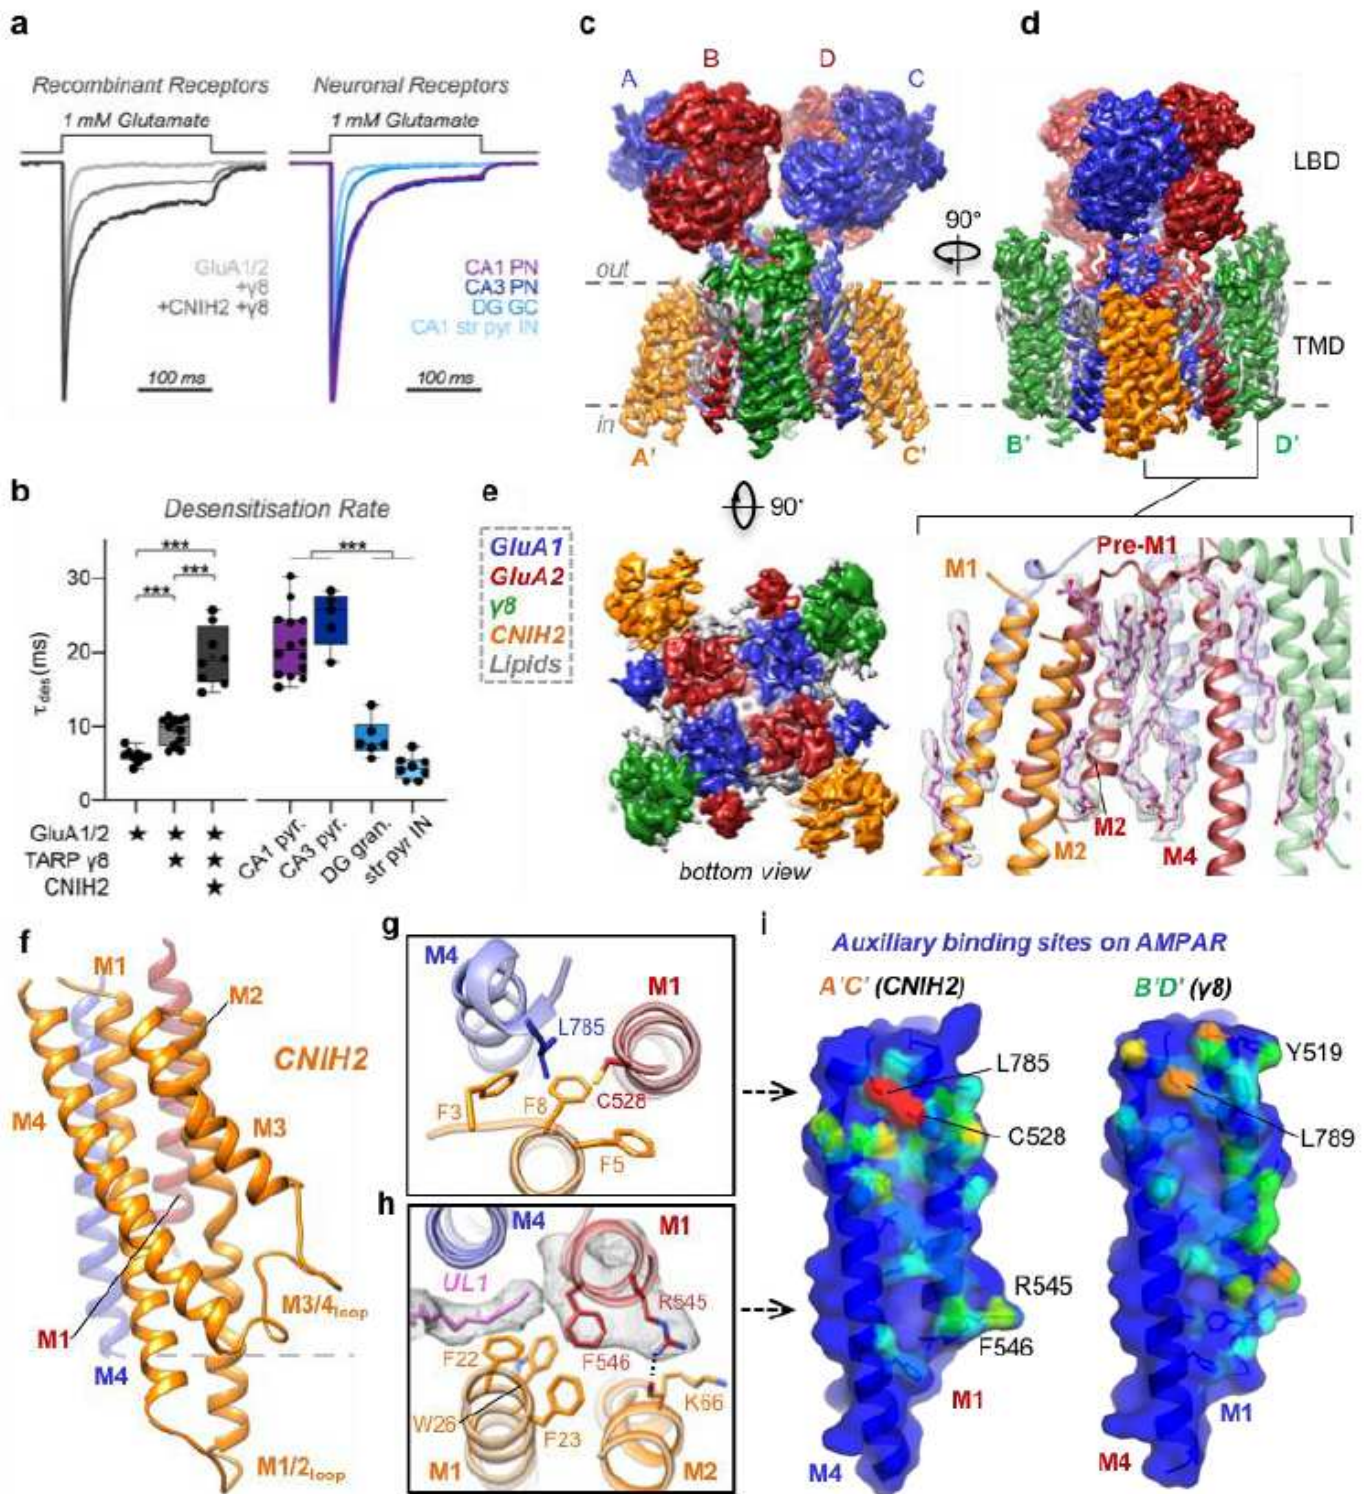 a
Recombinant Receptors
1 mM Glutamate
GluA1/2
+γ8
+CNIH2 +γ8
100 ms
Neuronal Receptors
1 mM Glutamate
CA1 PN
CA3 PN
DG GC
CA1 str pyr IN
100 ms
b
Desensitisation Rate
***
***
***
***
τdes (ms)
30
20
10
0
GluA1/2 ★
TARP γ8 ★ ★
CNIH2 ★
CA1 pyr.
CA3 pyr.
DG gran.
str pyr IN
c
A
B
D
C
out
in
A'
C'
90°
90°
d
LBD
TMD
B'
D'
e
GluA1
GluA2
γ8
CNIH2
Lipids
bottom view
M1
Pre-M1
M2
M2
M4
f
M1
M2
CNIH2
M4
M3
M3/4loop
M1
M4
M1/2loop
g
M4
M1
L785
F8
C528
F3
F5
h
M4
M1
UL1
R545
F22
F546
K66
W26
F23
M1
M2
i
Auxiliary binding sites on AMPAR
A'C' (CNIH2)
B'D' (γ8)
L785
C528
R545
F546
M1
M4
Y519
L789
M1
M4